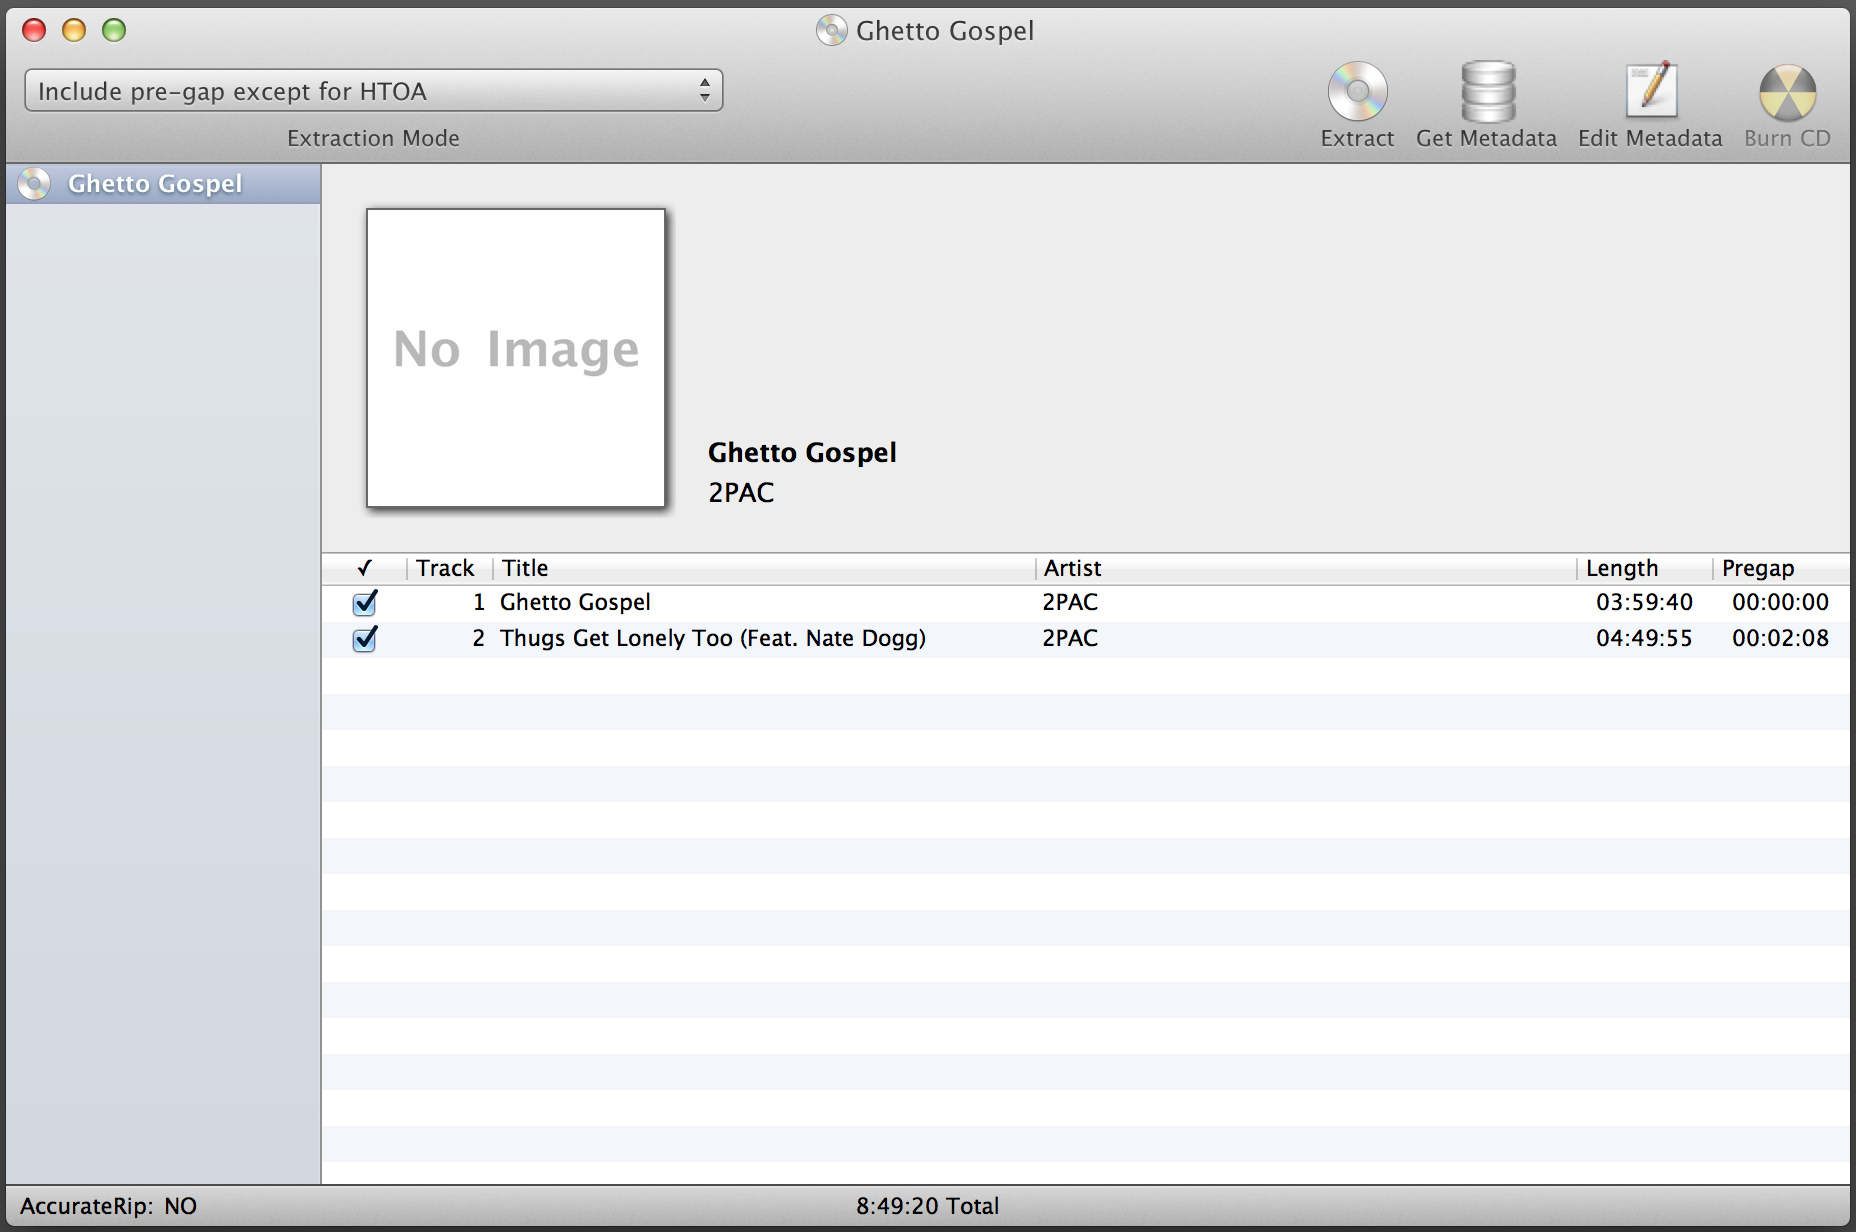 Ghetto Gospel
Include pre-gap except for HTOA
Extraction Mode
Extract Get Metadata Edit Metadata Burn CD
Ghetto Gospel
No Image
Ghetto Gospel
2PAC
✓ Track Title Artist Length Pregap
1 Ghetto Gospel 2PAC 03:59:40 00:00:00
2 Thugs Get Lonely Too (Feat. Nate Dogg) 2PAC 04:49:55 00:02:08
AccurateRip: NO 8:49:20 Total